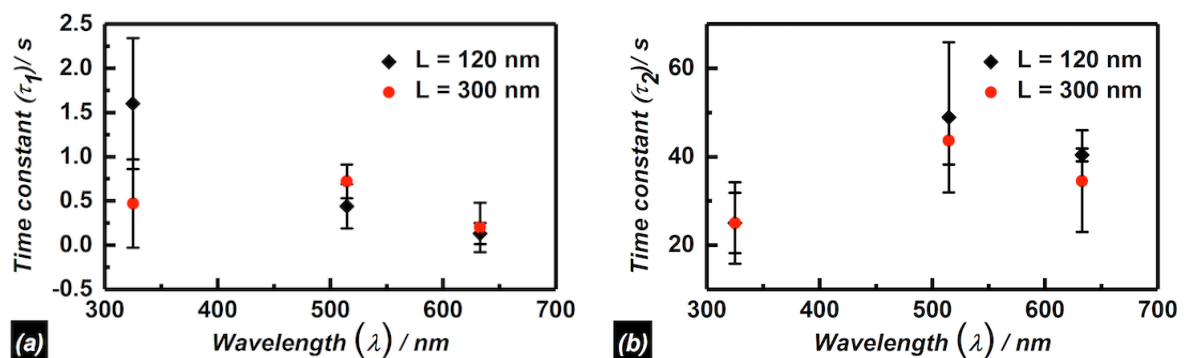 Time constant (τ1)/ s
2.5
2.0
1.5
1.0
0.5
0.0
-0.5
L = 120 nm
L = 300 nm
300 400 500 600 700
(a)
Wavelength (λ) / nm
Time constant (τ2)/ s
60
40
20
L = 120 nm
L = 300 nm
300 400 500 600 700
(b)
Wavelength (λ) / nm